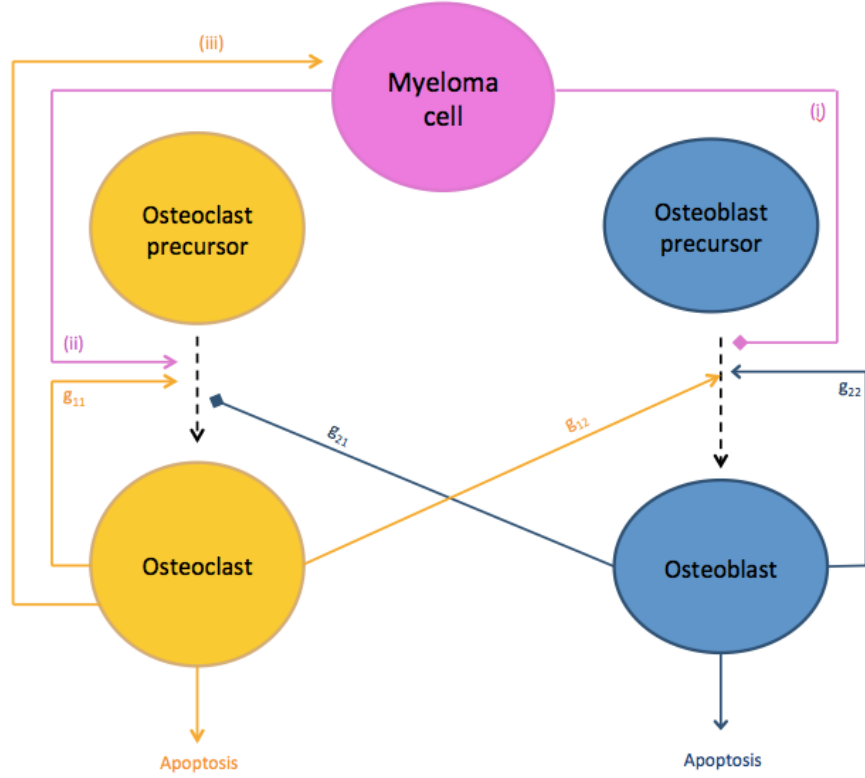 (iii)
Myeloma
cell
(i)
Osteoclast
precursor
Osteoblast
precursor
(ii)
g₁₁
g₂₁
g₁₂
g₂₂
Osteoclast
Osteoblast
Apoptosis
Apoptosis